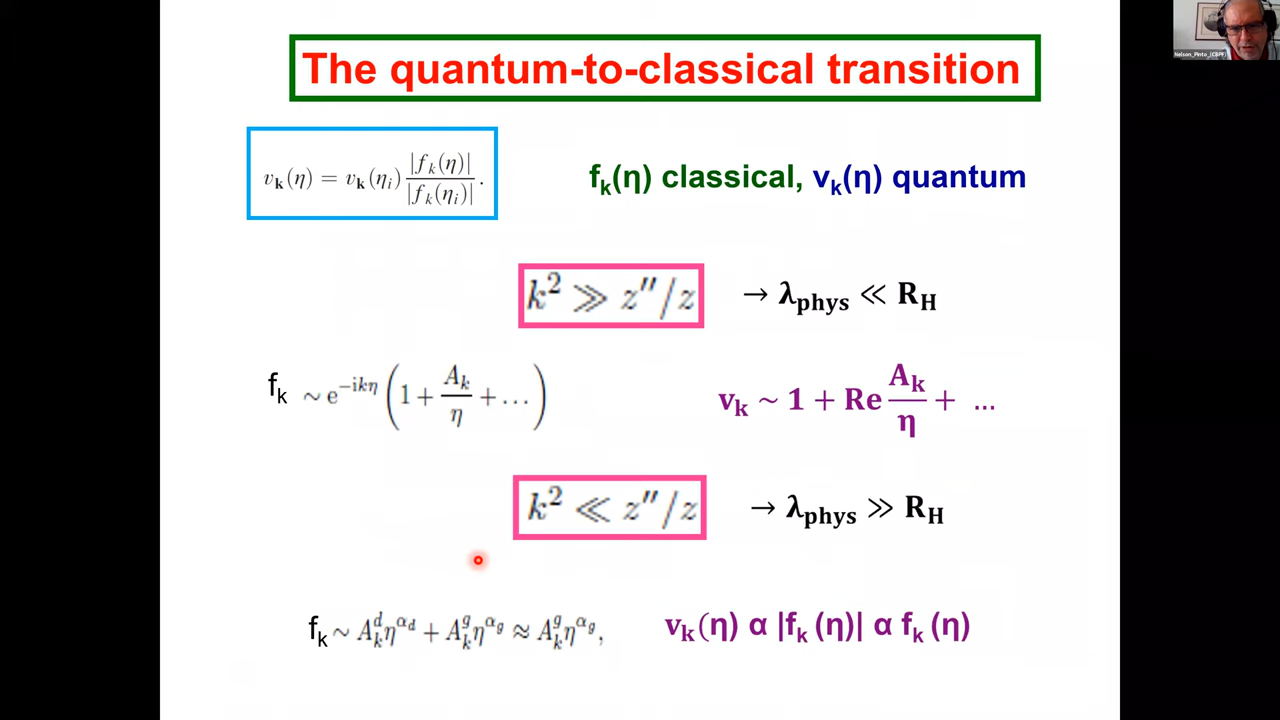 Nelson_Pinto_(CBPF)
The quantum-to-classical transition
v_𝐤(η) = v_𝐤(η_i) |f_k(η)| / |f_k(η_i)| .
f_k(η) classical, v_k(η) quantum
k² ≫ z″/z → λ_phys ≪ R_H
f_k ∼ e^{−ikη} (1 + A_k/η + …)
v_k ~ 1 + Re A_k/η + …
k² ≪ z″/z → λ_phys ≫ R_H
f_k ∼ A_k^d η^{α_d} + A_k^g η^{α_g} ≈ A_k^g η^{α_g},
v_k(η) α |f_k (η)| α f_k (η)